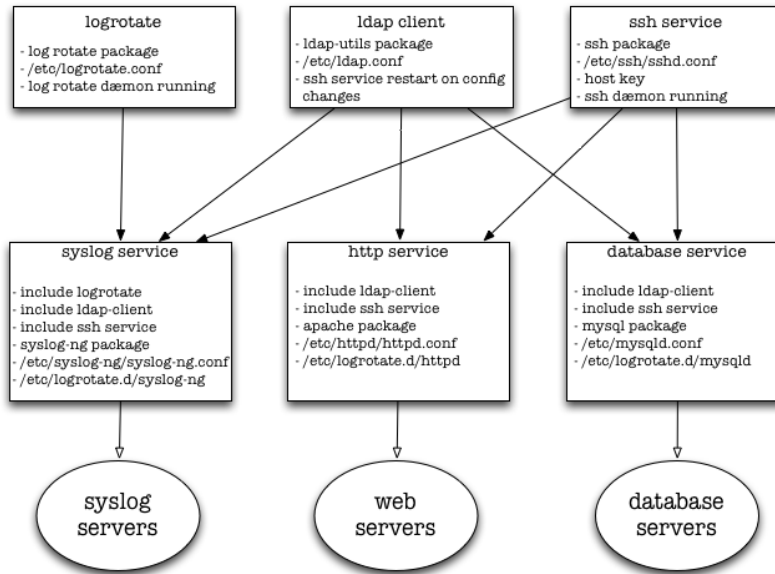 logrotate
- log rotate package
- /etc/logrotate.conf
- log rotate dæmon running
ldap client
- ldap-utils package
- /etc/ldap.conf
- ssh service restart on config
changes
ssh service
- ssh package
- /etc/ssh/sshd.conf
- host key
- ssh dæmon running
syslog service
- include logrotate
- include ldap-client
- include ssh service
- syslog-ng package
- /etc/syslog-ng/syslog-ng.conf
- /etc/logrotate.d/syslog-ng
http service
- include ldap-client
- include ssh service
- apache package
- /etc/httpd/httpd.conf
- /etc/logrotate.d/httpd
database service
- include ldap-client
- include ssh service
- mysql package
- /etc/mysqld.conf
- /etc/logrotate.d/mysqld
syslog
servers
web
servers
database
servers